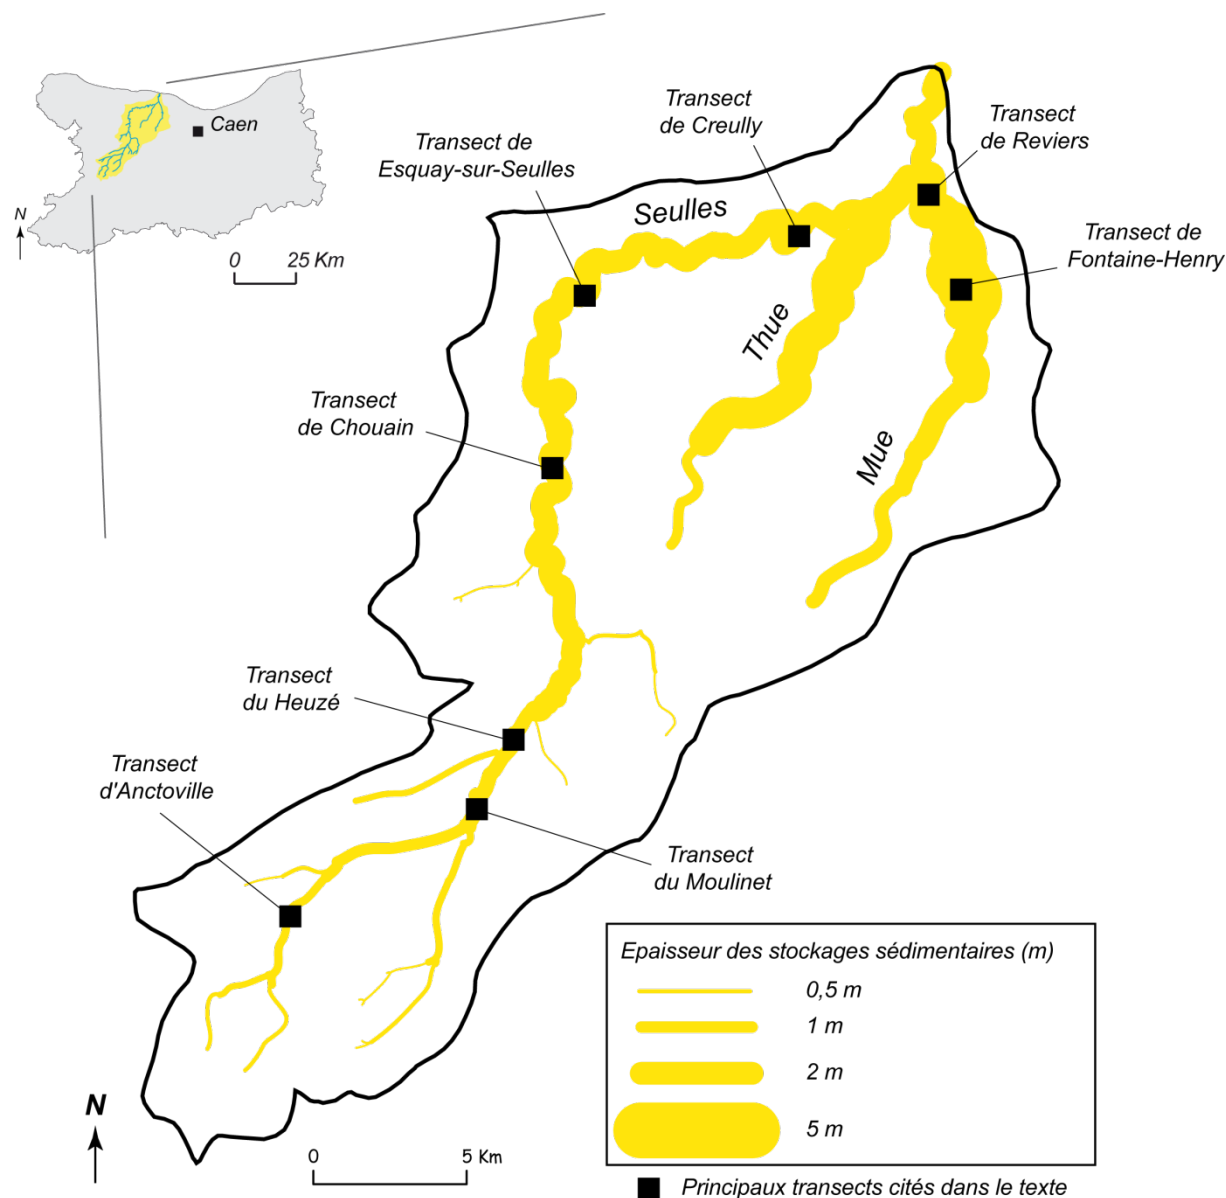 Caen
N
0
25 Km
Transect
de Creully
Transect
de Reviers
Transect de
Esquay-sur-Seulles
Seulles
Transect de
Fontaine-Henry
Thue
Mue
Transect
de Chouain
Transect
du Heuzé
Transect
d'Anctoville
Transect
du Moulinet
N
0
5 Km
Epaisseur des stockages sédimentaires (m)
0,5 m
1 m
2 m
5 m
Principaux transects cités dans le texte